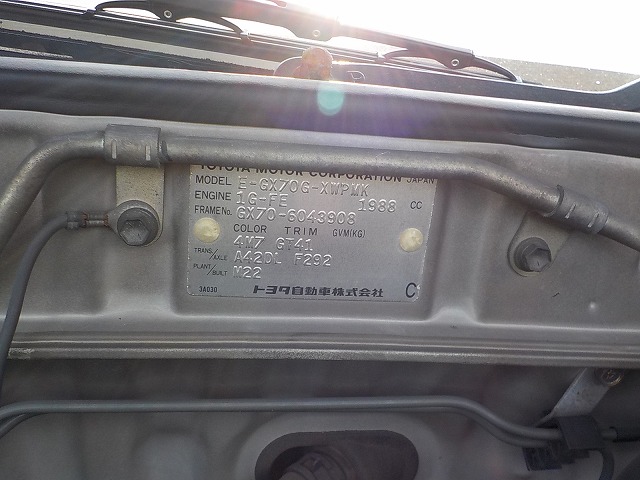 TOYOTA MOTOR CORPORATION JAPAN
MODEL E-GX70G-XWPMK
ENGINE 1G-FE 1988 CC
FRAME No. GX70-6043908
COLOR TRIM GVM(KG)
4M7 GT41
TRANS./AXLE A42DL F292
PLANT/BUILT M22
3A030 トヨタ自動車株式会社 C